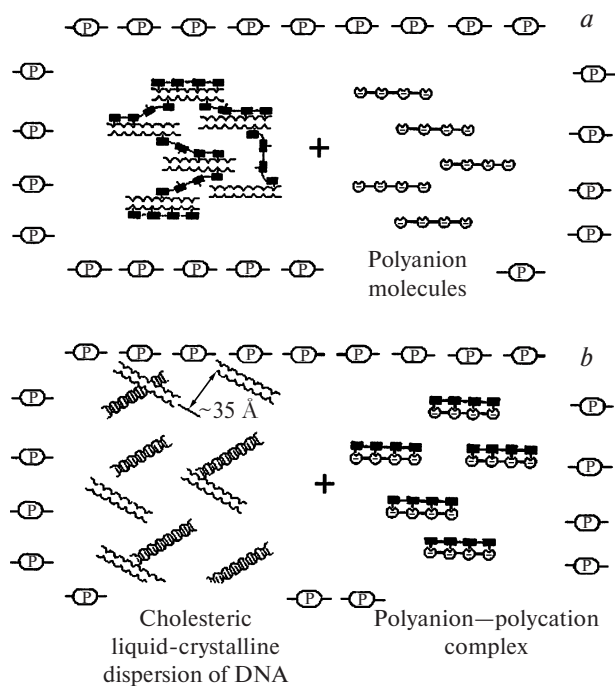 a
P P P P P P P P P
P P
P P
+
P P
P P
P P P P P
Polyanion
molecules
P
b
P P P P P P P P P
P P
~35 Å
P P
+
P P
P P
P P P
Cholesteric
liquid-crystalline
dispersion of DNA
Polyanion—polycation
complex